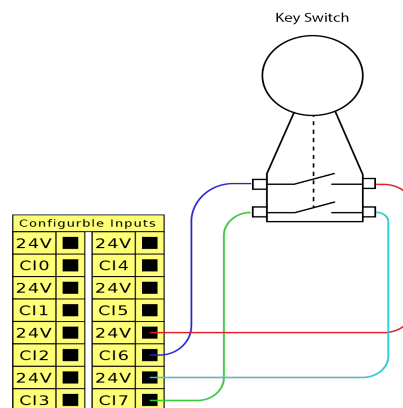 Key Switch
Configurble Inputs
24V 24V
CI0 CI4
24V 24V
CI1 CI5
24V 24V
CI2 CI6
24V 24V
CI3 CI7